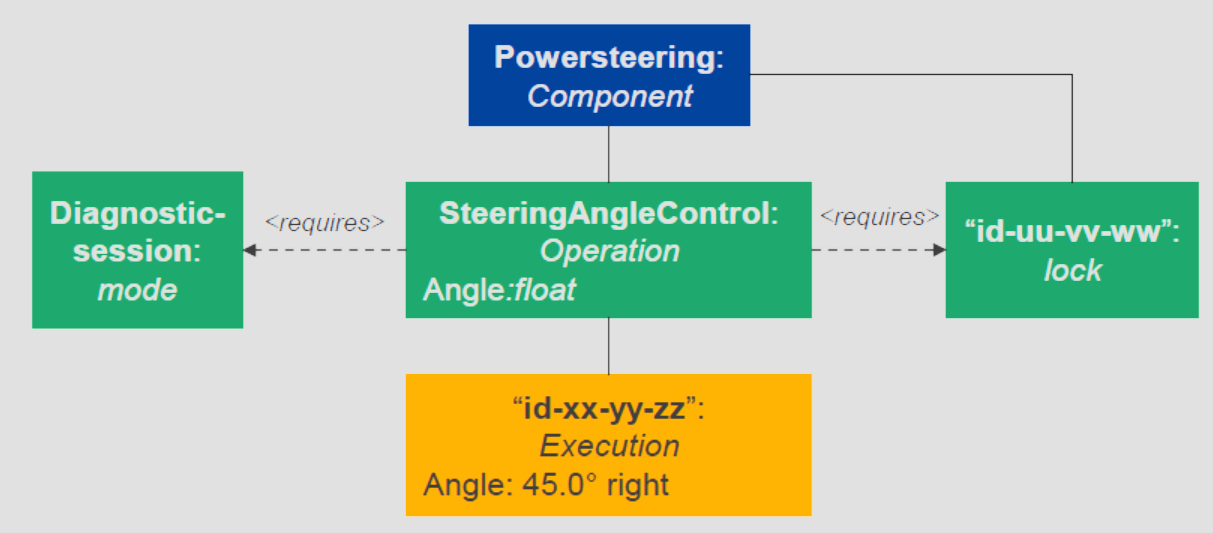 Powersteering:
Component
Diagnostic-
session:
mode
<requires>
SteeringAngleControl:
Operation
Angle:float
<requires>
“id-uu-vv-ww”:
lock
“id-xx-yy-zz”:
Execution
Angle: 45.0° right